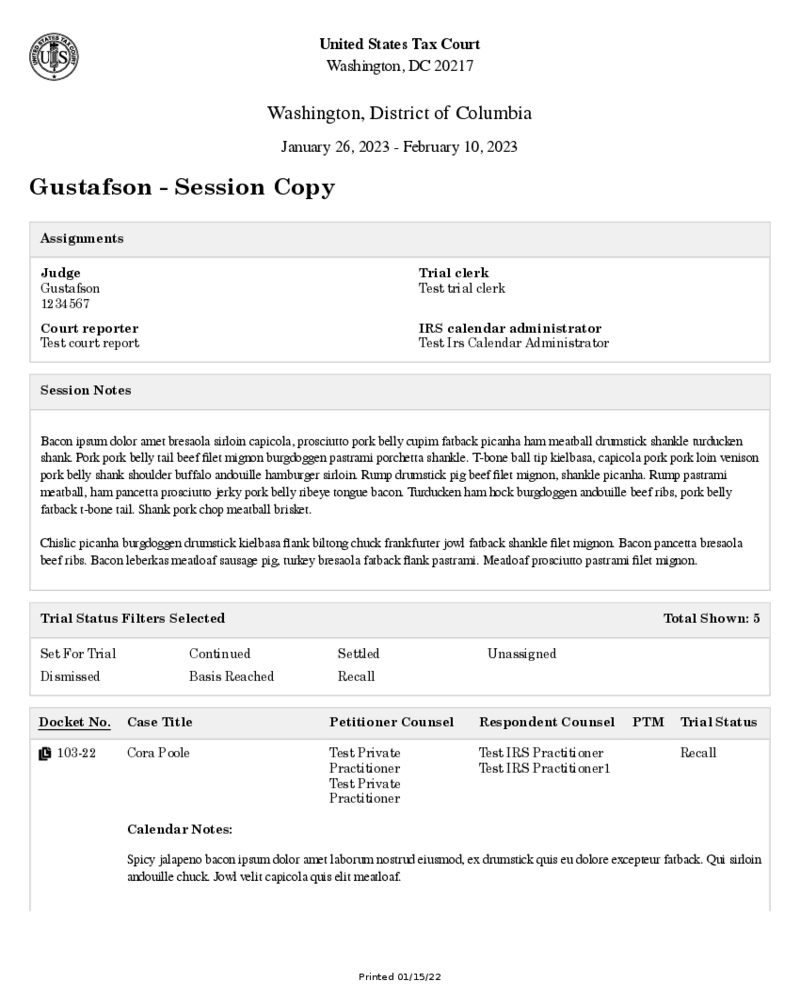 United States Tax Court
Washington, DC 20217
Washington, District of Columbia
January 26, 2023 - February 10, 2023
Gustafson - Session Copy
Assignments
Judge
Gustafson
1234567
Trial clerk
Test trial clerk
Court reporter
Test court report
IRS calendar administrator
Test Irs Calendar Administrator
Session Notes
Bacon ipsum dolor amet bresaola sirloin capicola, prosciutto pork belly cupim fatback picanha ham meatball drumstick shankle turducken
shank. Pork pork belly tail beef filet mignon burgdoggen pastrami porchetta shankle. T-bone ball tip kielbasa, capicola pork pork loin venison
pork belly shank shoulder buffalo andouille hamburger sirloin. Rump drumstick pig beef filet mignon, shankle picanha. Rump pastrami
meatball, ham pancetta prosciutto jerky pork belly ribeye tongue bacon. Turducken ham hock burgdoggen andouille beef ribs, pork belly
fatback t-bone tail. Shank pork chop meatball brisket.
Chislic picanha burgdoggen drumstick kielbasa flank biltong chuck frankfurter jowl fatback shankle filet mignon. Bacon pancetta bresaola
beef ribs. Bacon leberkas meatloaf sausage pig, turkey bresaola fatback flank pastrami. Meatloaf prosciutto pastrami filet mignon.
Trial Status Filters Selected Total Shown: 5
Set For Trial Continued Settled Unassigned
Dismissed Basis Reached Recall
Docket No. Case Title Petitioner Counsel Respondent Counsel PTM Trial Status
103-22 Cora Poole Test Private Test IRS Practitioner Recall
Practitioner Test IRS Practitioner1
Test Private
Practitioner
Calendar Notes:
Spicy jalapeno bacon ipsum dolor amet laborum nostrud eiusmod, ex drumstick quis eu dolore excepteur fatback. Qui sirloin
andouille chuck. Jowl velit capicola quis elit meatloaf.
Printed 01/15/22